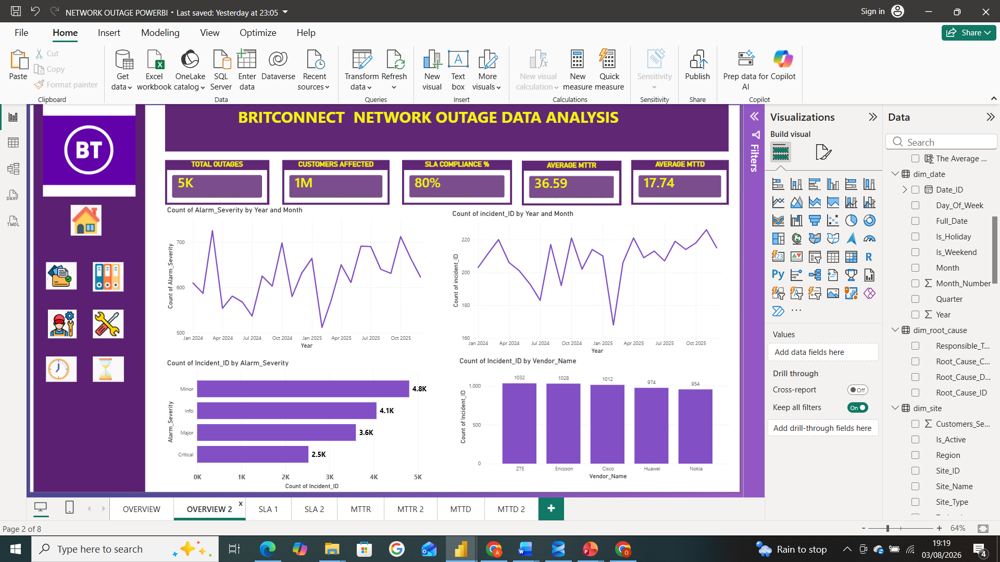 NETWORK OUTAGE POWERBI • Last saved: Yesterday at 23:05
Sign in
File
Home
Insert
Modeling
View
Optimize
Help
Share
Paste
Cut
Copy
Format painter
Clipboard
Get data
Excel workbook
OneLake catalog
SQL Server
Enter data
Dataverse
Recent sources
Data
Transform data
Refresh
Queries
New visual
Text box
More visuals
Insert
New visual calculation
New measure
Quick measure
Calculations
Sensitivity
Sensitivity
Publish
Share
Prep data for AI
Copilot
Copilot
DAX
TMDL
BT
BRITCONNECT NETWORK OUTAGE DATA ANALYSIS
TOTAL OUTAGES
5K
CUSTOMERS AFFECTED
1M
SLA COMPLIANCE %
80%
AVERAGE MTTR
36.59
AVERAGE MTTD
17.74
Count of Alarm_Severity by Year and Month
Count of Alarm_Severity
700
600
500
Jan 2024
Apr 2024
Jul 2024
Oct 2024
Jan 2025
Apr 2025
Jul 2025
Oct 2025
Year
Count of incident_ID by Year and Month
Count of incident_ID
220
200
180
160
Jan 2024
Apr 2024
Jul 2024
Oct 2024
Jan 2025
Apr 2025
Jul 2025
Oct 2025
Year
Count of Incident_ID by Alarm_Severity
Alarm_Severity
Minor
4.8K
Info
4.1K
Major
3.6K
Critical
2.5K
0K
1K
2K
3K
4K
5K
Count of Incident_ID
Count of Incident_ID by Vendor_Name
Count of Incident_ID
1,000
500
0
1032
1028
1012
974
954
ZTE
Ericsson
Cisco
Huawei
Nokia
Vendor_Name
Filters
Visualizations
Build visual
123
R
Py
Values
Add data fields here
Drill through
Cross-report
Off
Keep all filters
On
Add drill-through fields here
Data
Search
The Average ...
dim_date
Date_ID
Day_Of_Week
Full_Date
Is_Holiday
Is_Weekend
Month
Month_Number
Quarter
Year
dim_root_cause
Responsible_T...
Root_Cause_C...
Root_Cause_D...
Root_Cause_ID
dim_site
Customers_Se...
Is_Active
Region
Site_ID
Site_Name
Site_Type
OVERVIEW
OVERVIEW 2
x
SLA 1
SLA 2
MTTR
MTTR 2
MTTD
MTTD 2
+
Page 2 of 8
- + 64%
Type here to search
Rain to stop
19:19
03/08/2026
4